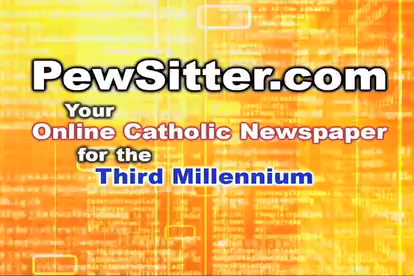 PewSitter.com
Your
Online Catholic Newspaper
for the
Third Millennium